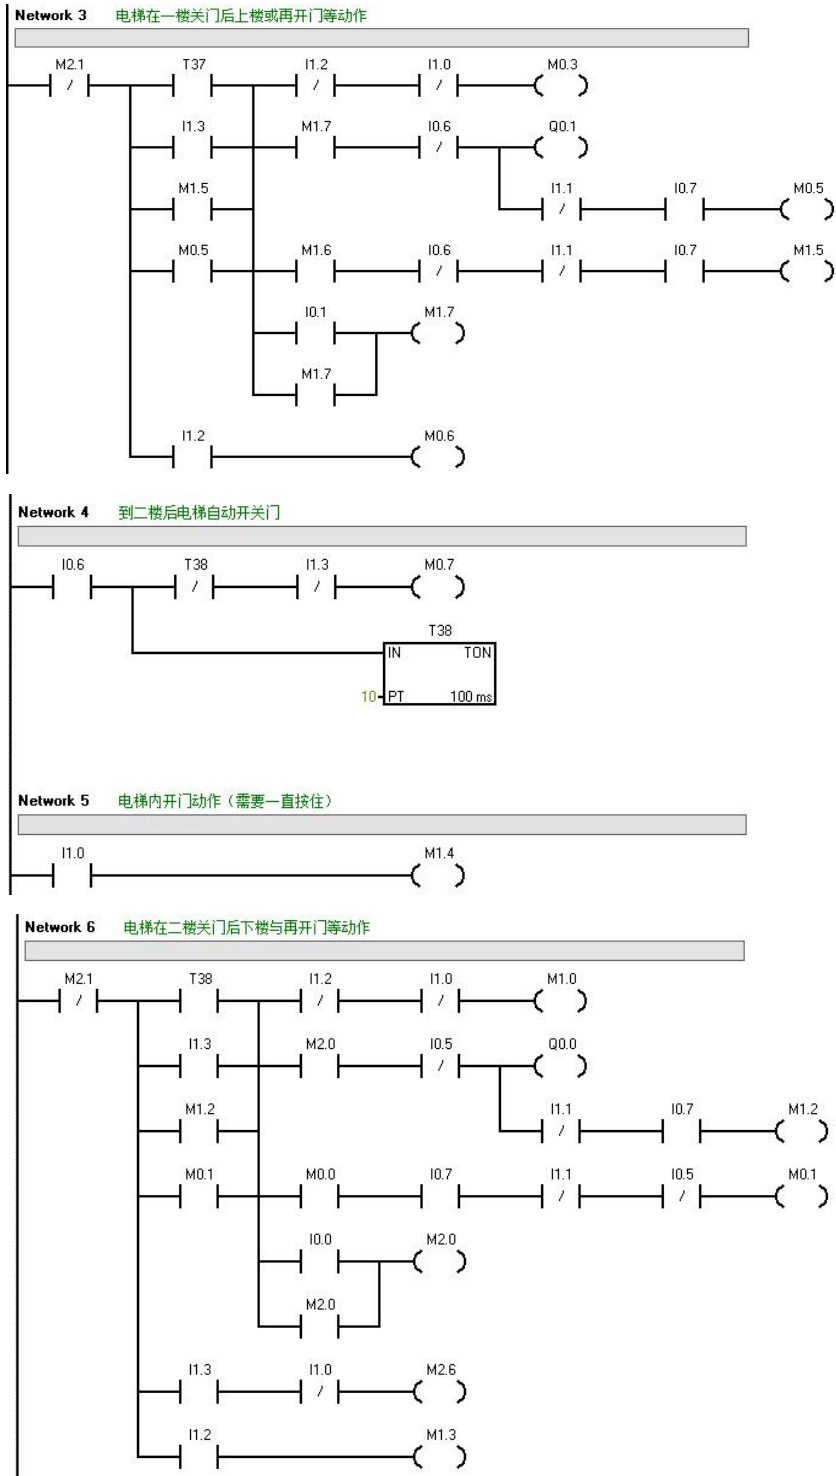 Network 3 电梯在一楼关门后上楼或再开门等动作
M2.1 T37 I1.2 I1.0 M0.3
/ / /
I1.3 M1.7 I0.6 Q0.1
/
M1.5 I1.1 I0.7 M0.5
/
M0.5 M1.6 I0.6 I1.1 I0.7 M1.5
/ /
I0.1 M1.7
M1.7
I1.2 M0.6
Network 4 到二楼后电梯自动开关门
I0.6 T38 I1.3 M0.7
/ /
T38
IN TON
10 PT 100 ms
Network 5 电梯内开门动作（需要一直按住）
I1.0 M1.4
Network 6 电梯在二楼关门后下楼与再开门等动作
M2.1 T38 I1.2 I1.0 M1.0
/ / /
I1.3 M2.0 I0.5 Q0.0
/
M1.2 I1.1 I0.7 M1.2
/
M0.1 M0.0 I0.7 I1.1 I0.5 M0.1
/ /
I0.0 M2.0
M2.0
I1.3 I1.0 M2.6
/
I1.2 M1.3